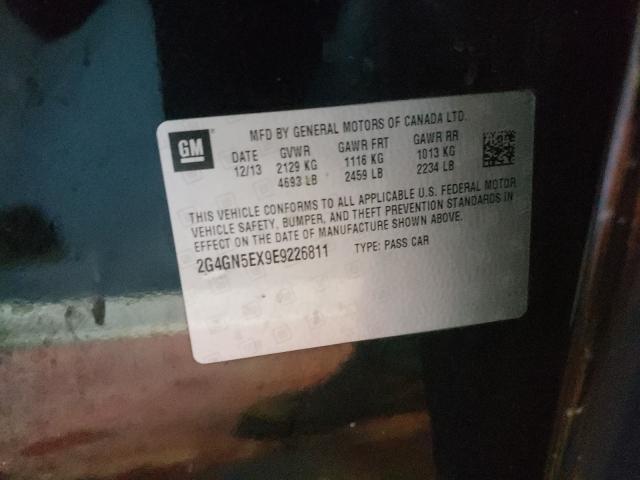 GM
MFD BY GENERAL MOTORS OF CANADA LTD.
DATE GVWR GAWR FRT GAWR RR
12/13 2129 KG 1116 KG 1013 KG
4693 LB 2459 LB 2234 LB
THIS VEHICLE CONFORMS TO ALL APPLICABLE U.S. FEDERAL MOTOR
VEHICLE SAFETY, BUMPER, AND THEFT PREVENTION STANDARDS IN
EFFECT ON THE DATE OF MANUFACTURE SHOWN ABOVE.
2G4GN5EX9E9226811 TYPE: PASS CAR